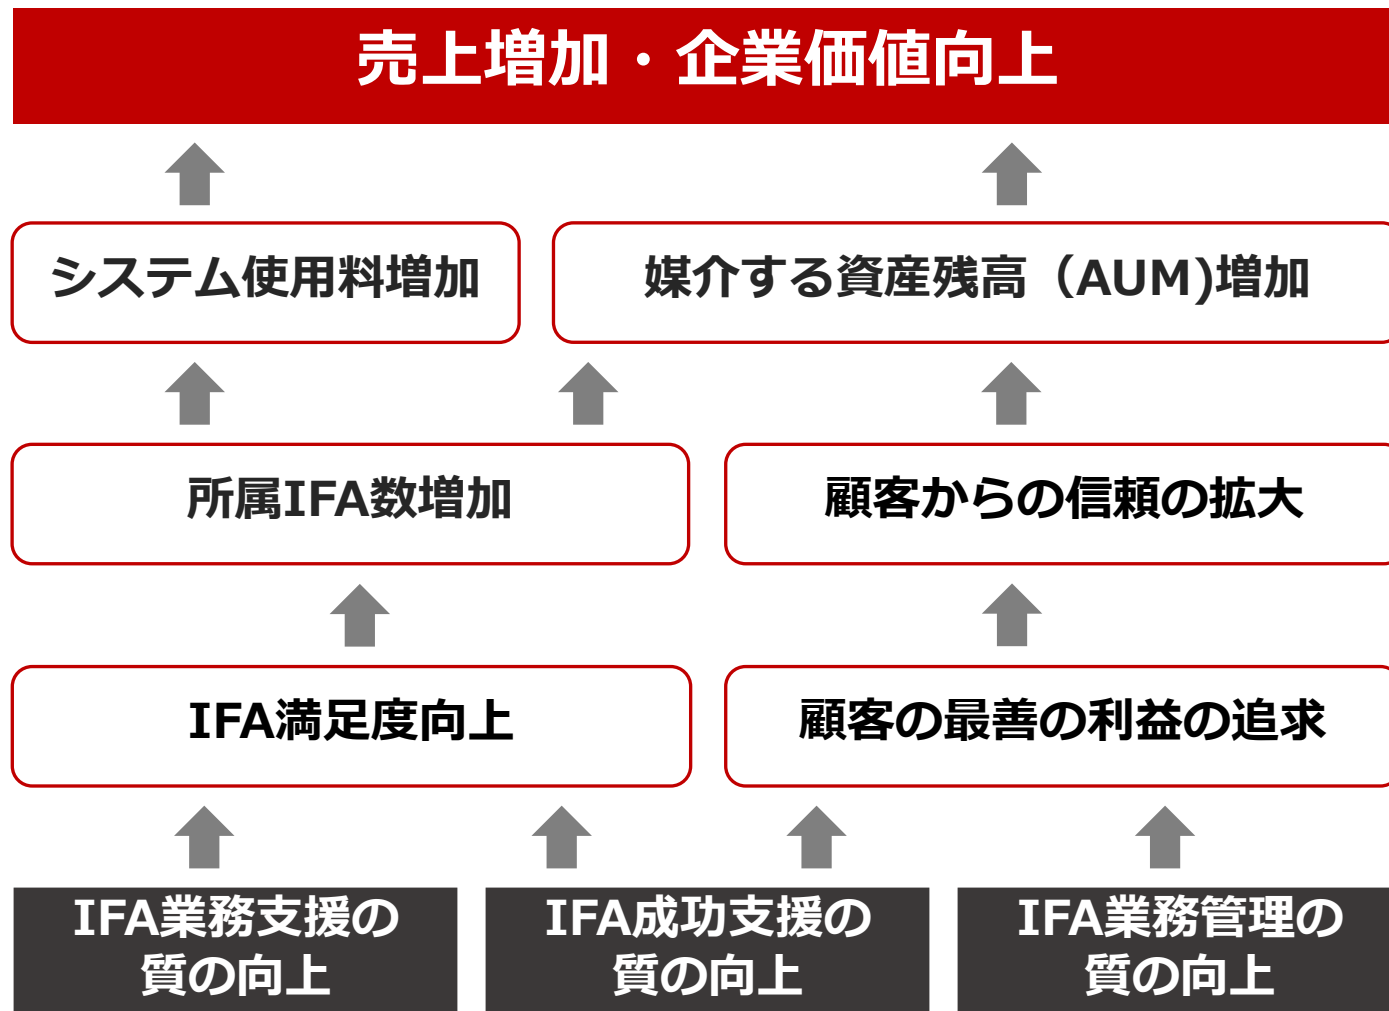 売上増加・企業価値向上
システム使用料増加
媒介する資産残高（AUM)増加
所属IFA数増加
顧客からの信頼の拡大
IFA満足度向上
顧客の最善の利益の追求
IFA業務支援の
質の向上
IFA成功支援の
質の向上
IFA業務管理の
質の向上